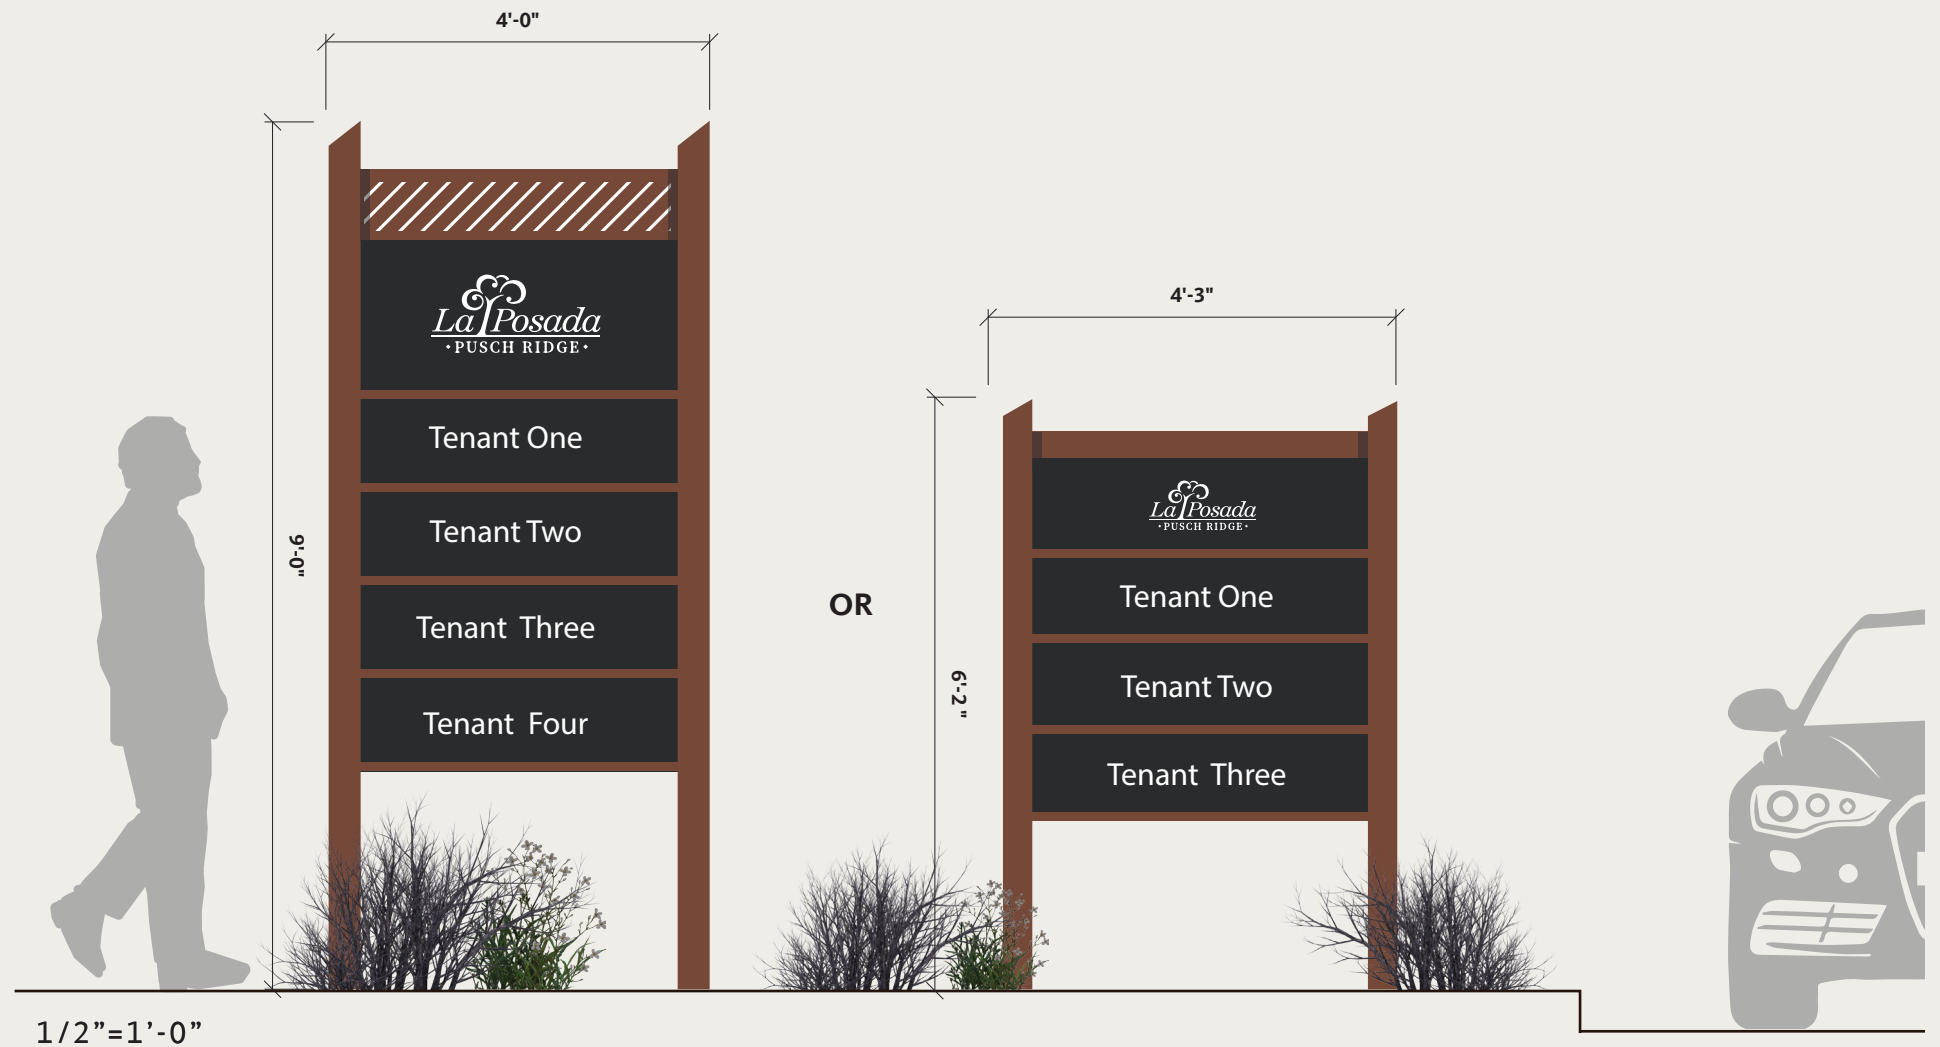 4'-0"
9'-0"
La Posada
• PUSCH RIDGE •
Tenant One
Tenant Two
Tenant Three
Tenant Four
OR
4'-3"
6'-2 "
La Posada
• PUSCH RIDGE •
Tenant One
Tenant Two
Tenant Three
1/2”=1’-0”